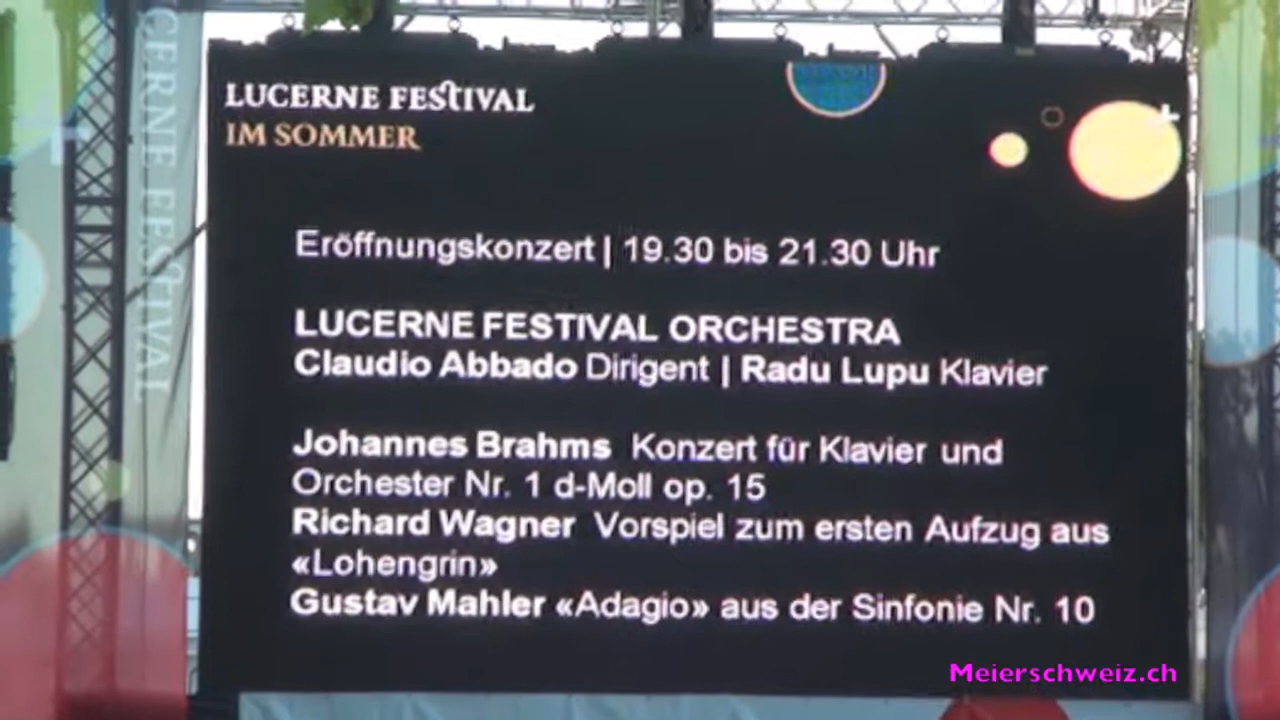 LUCERNE FESTIVAL
IM SOMMER
Eröffnungskonzert | 19.30 bis 21.30 Uhr
LUCERNE FESTIVAL ORCHESTRA
Claudio Abbado Dirigent | Radu Lupu Klavier
Johannes Brahms Konzert für Klavier und
Orchester Nr. 1 d-Moll op. 15
Richard Wagner Vorspiel zum ersten Aufzug aus
«Lohengrin»
Gustav Mahler «Adagio» aus der Sinfonie Nr. 10
Meierschweiz.ch
CERNE FESTIVAL